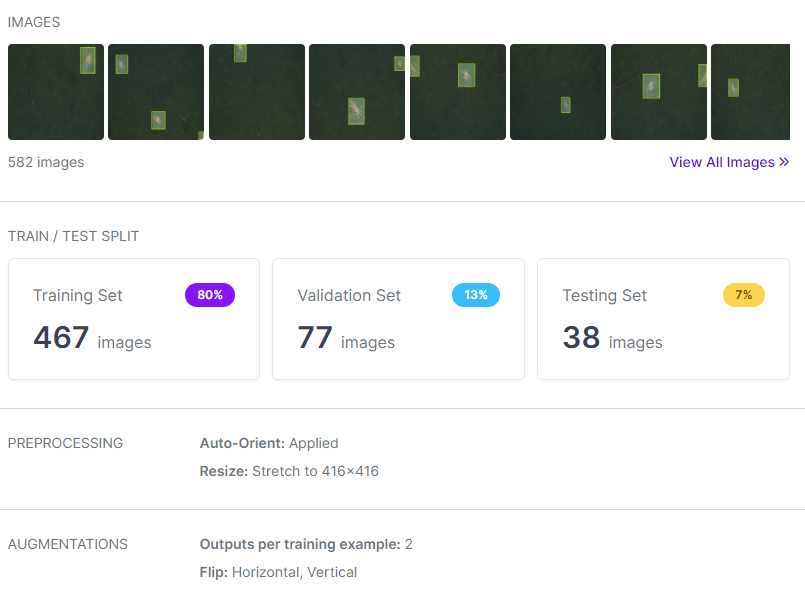 IMAGES
582 images
View All Images »
TRAIN / TEST SPLIT
Training Set 80%
467 images
Validation Set 13%
77 images
Testing Set 7%
38 images
PREPROCESSING
Auto-Orient: Applied
Resize: Stretch to 416×416
AUGMENTATIONS
Outputs per training example: 2
Flip: Horizontal, Vertical